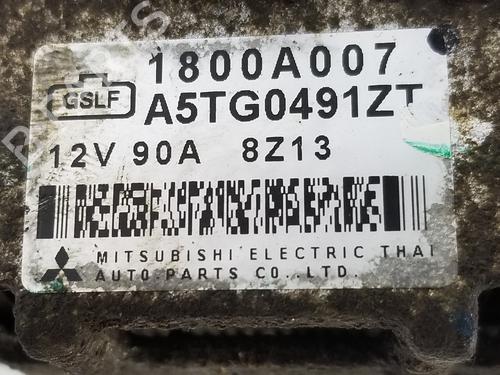 1800A007
GSLF
A5TG0491ZT
12V 90A 8Z13
MITSUBISHI ELECTRIC THAI
AUTO PARTS CO.,LTD.